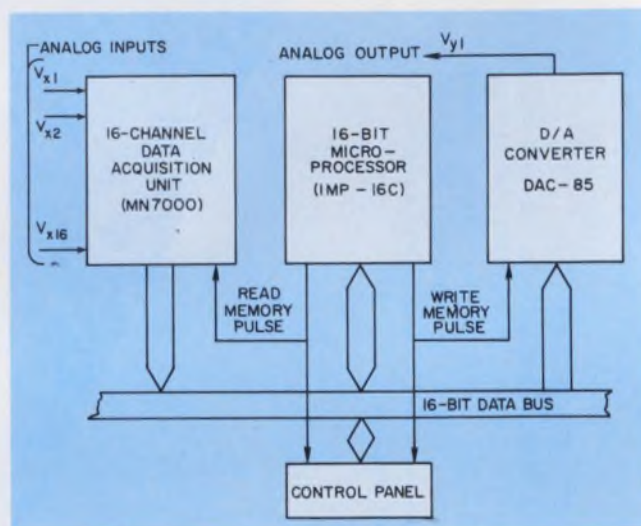 ANALOG INPUTS
Vx1
Vx2
Vx16
16-CHANNEL
DATA
ACQUISITION
UNIT
(MN7000)
ANALOG OUTPUT
Vy1
16-BIT
MICRO-
PROCESSOR
(IMP-16C)
D/A
CONVERTER
DAC-85
READ
MEMORY
PULSE
WRITE
MEMORY
PULSE
16-BIT DATA BUS
CONTROL PANEL